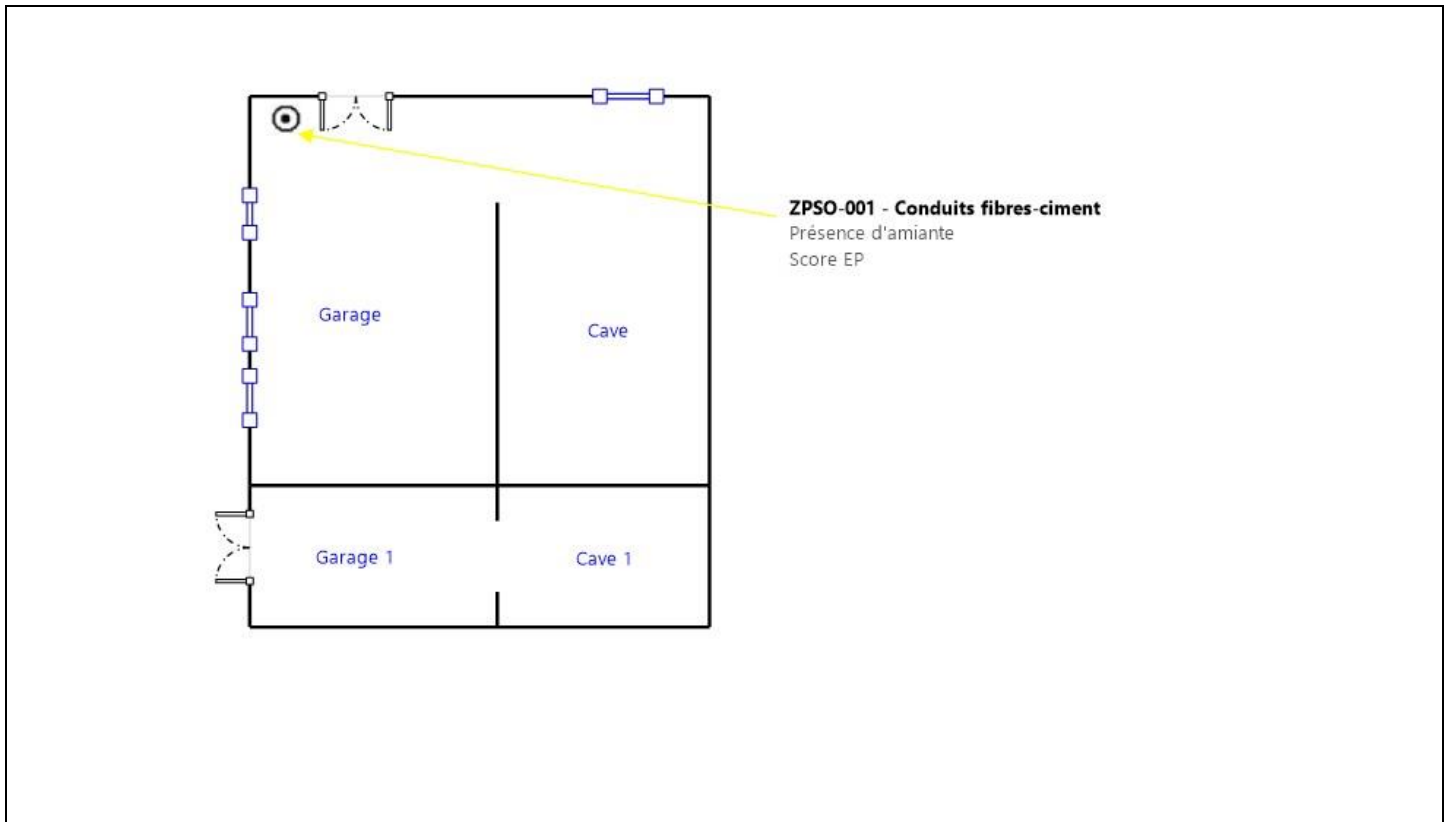 ZPSO-001 - Conduits fibres-ciment
Présence d'amiante
Score EP
Garage
Cave
Garage 1
Cave 1